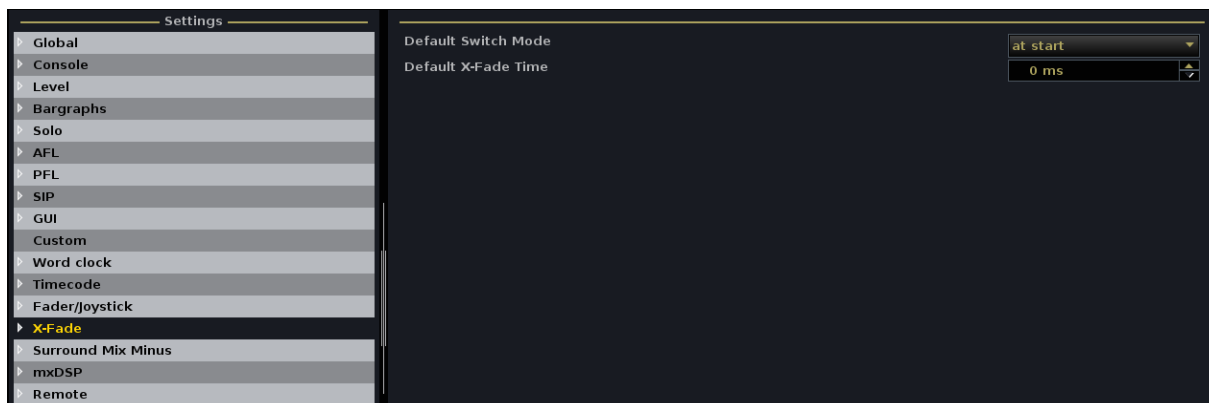 Settings
Global
Console
Level
Bargraphs
Solo
AFL
PFL
SIP
GUI
Custom
Word clock
Timecode
Fader/Joystick
X-Fade
Surround Mix Minus
mxDSP
Remote
Default Switch Mode at start
Default X-Fade Time 0 ms